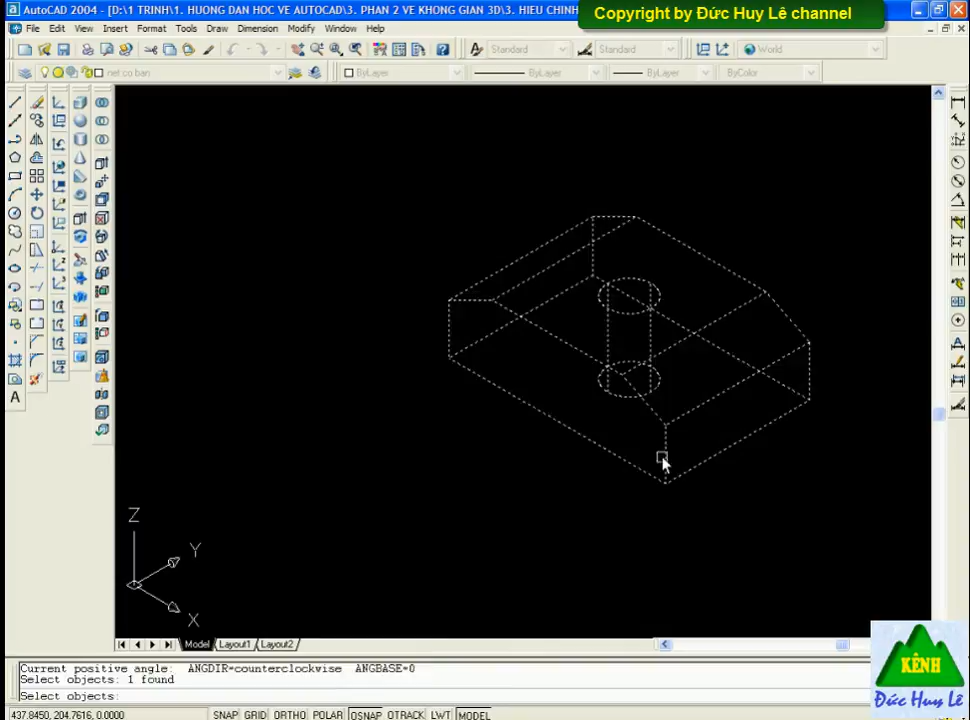 AutoCAD 2004 - [D:\1 TRINH\1. HUONG DAN HOC VE AUTOCAD\3. PHAN 2 VE KHONG GIAN 3D\3. HIEU CHINH
Copyright by Đức Huy Lê channel
File Edit View Insert Format Tools Draw Dimension Modify Window Help
Standard Standard World
net co ban ByLayer ByLayer ByLayer ByColor
A
Z
Y
X
Model Layout1 Layout2
Current positive angle: ANGDIR=counterclockwise ANGBASE=0
Select objects: 1 found
Select objects:
437.8450, 204.7616, 0.0000 SNAP GRID ORTHO POLAR OSNAP OTRACK LWT MODEL
KÊNH
Đức Huy Lê